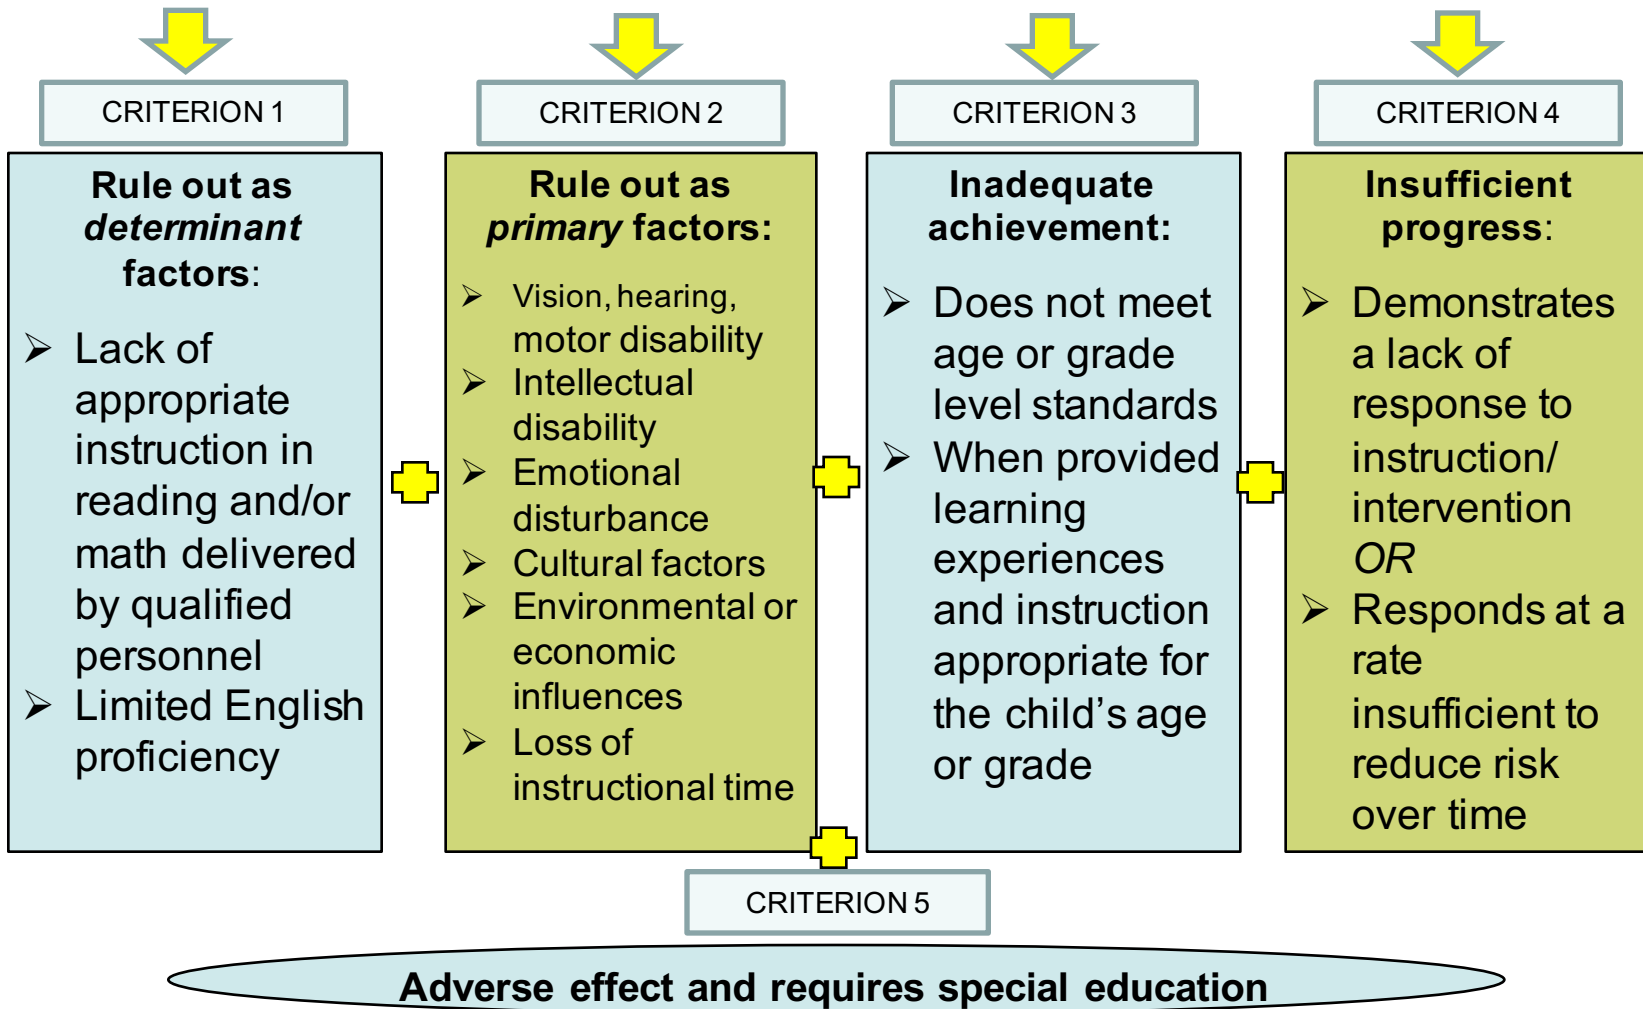 CRITERION 1
Rule out as
determinant
factors:
➢ Lack of
appropriate
instruction in
reading and/or
math delivered
by qualified
personnel
➢ Limited English
proficiency
CRITERION 2
Rule out as
primary factors:
➢ Vision, hearing,
motor disability
➢ Intellectual
disability
➢ Emotional
disturbance
➢ Cultural factors
➢ Environmental or
economic
influences
➢ Loss of
instructional time
CRITERION 3
Inadequate
achievement:
➢ Does not meet
age or grade
level standards
➢ When provided
learning
experiences
and instruction
appropriate for
the child’s age
or grade
CRITERION 4
Insufficient
progress:
➢ Demonstrates
a lack of
response to
instruction/
intervention
OR
➢ Responds at a
rate
insufficient to
reduce risk
over time
CRITERION 5
Adverse effect and requires special education